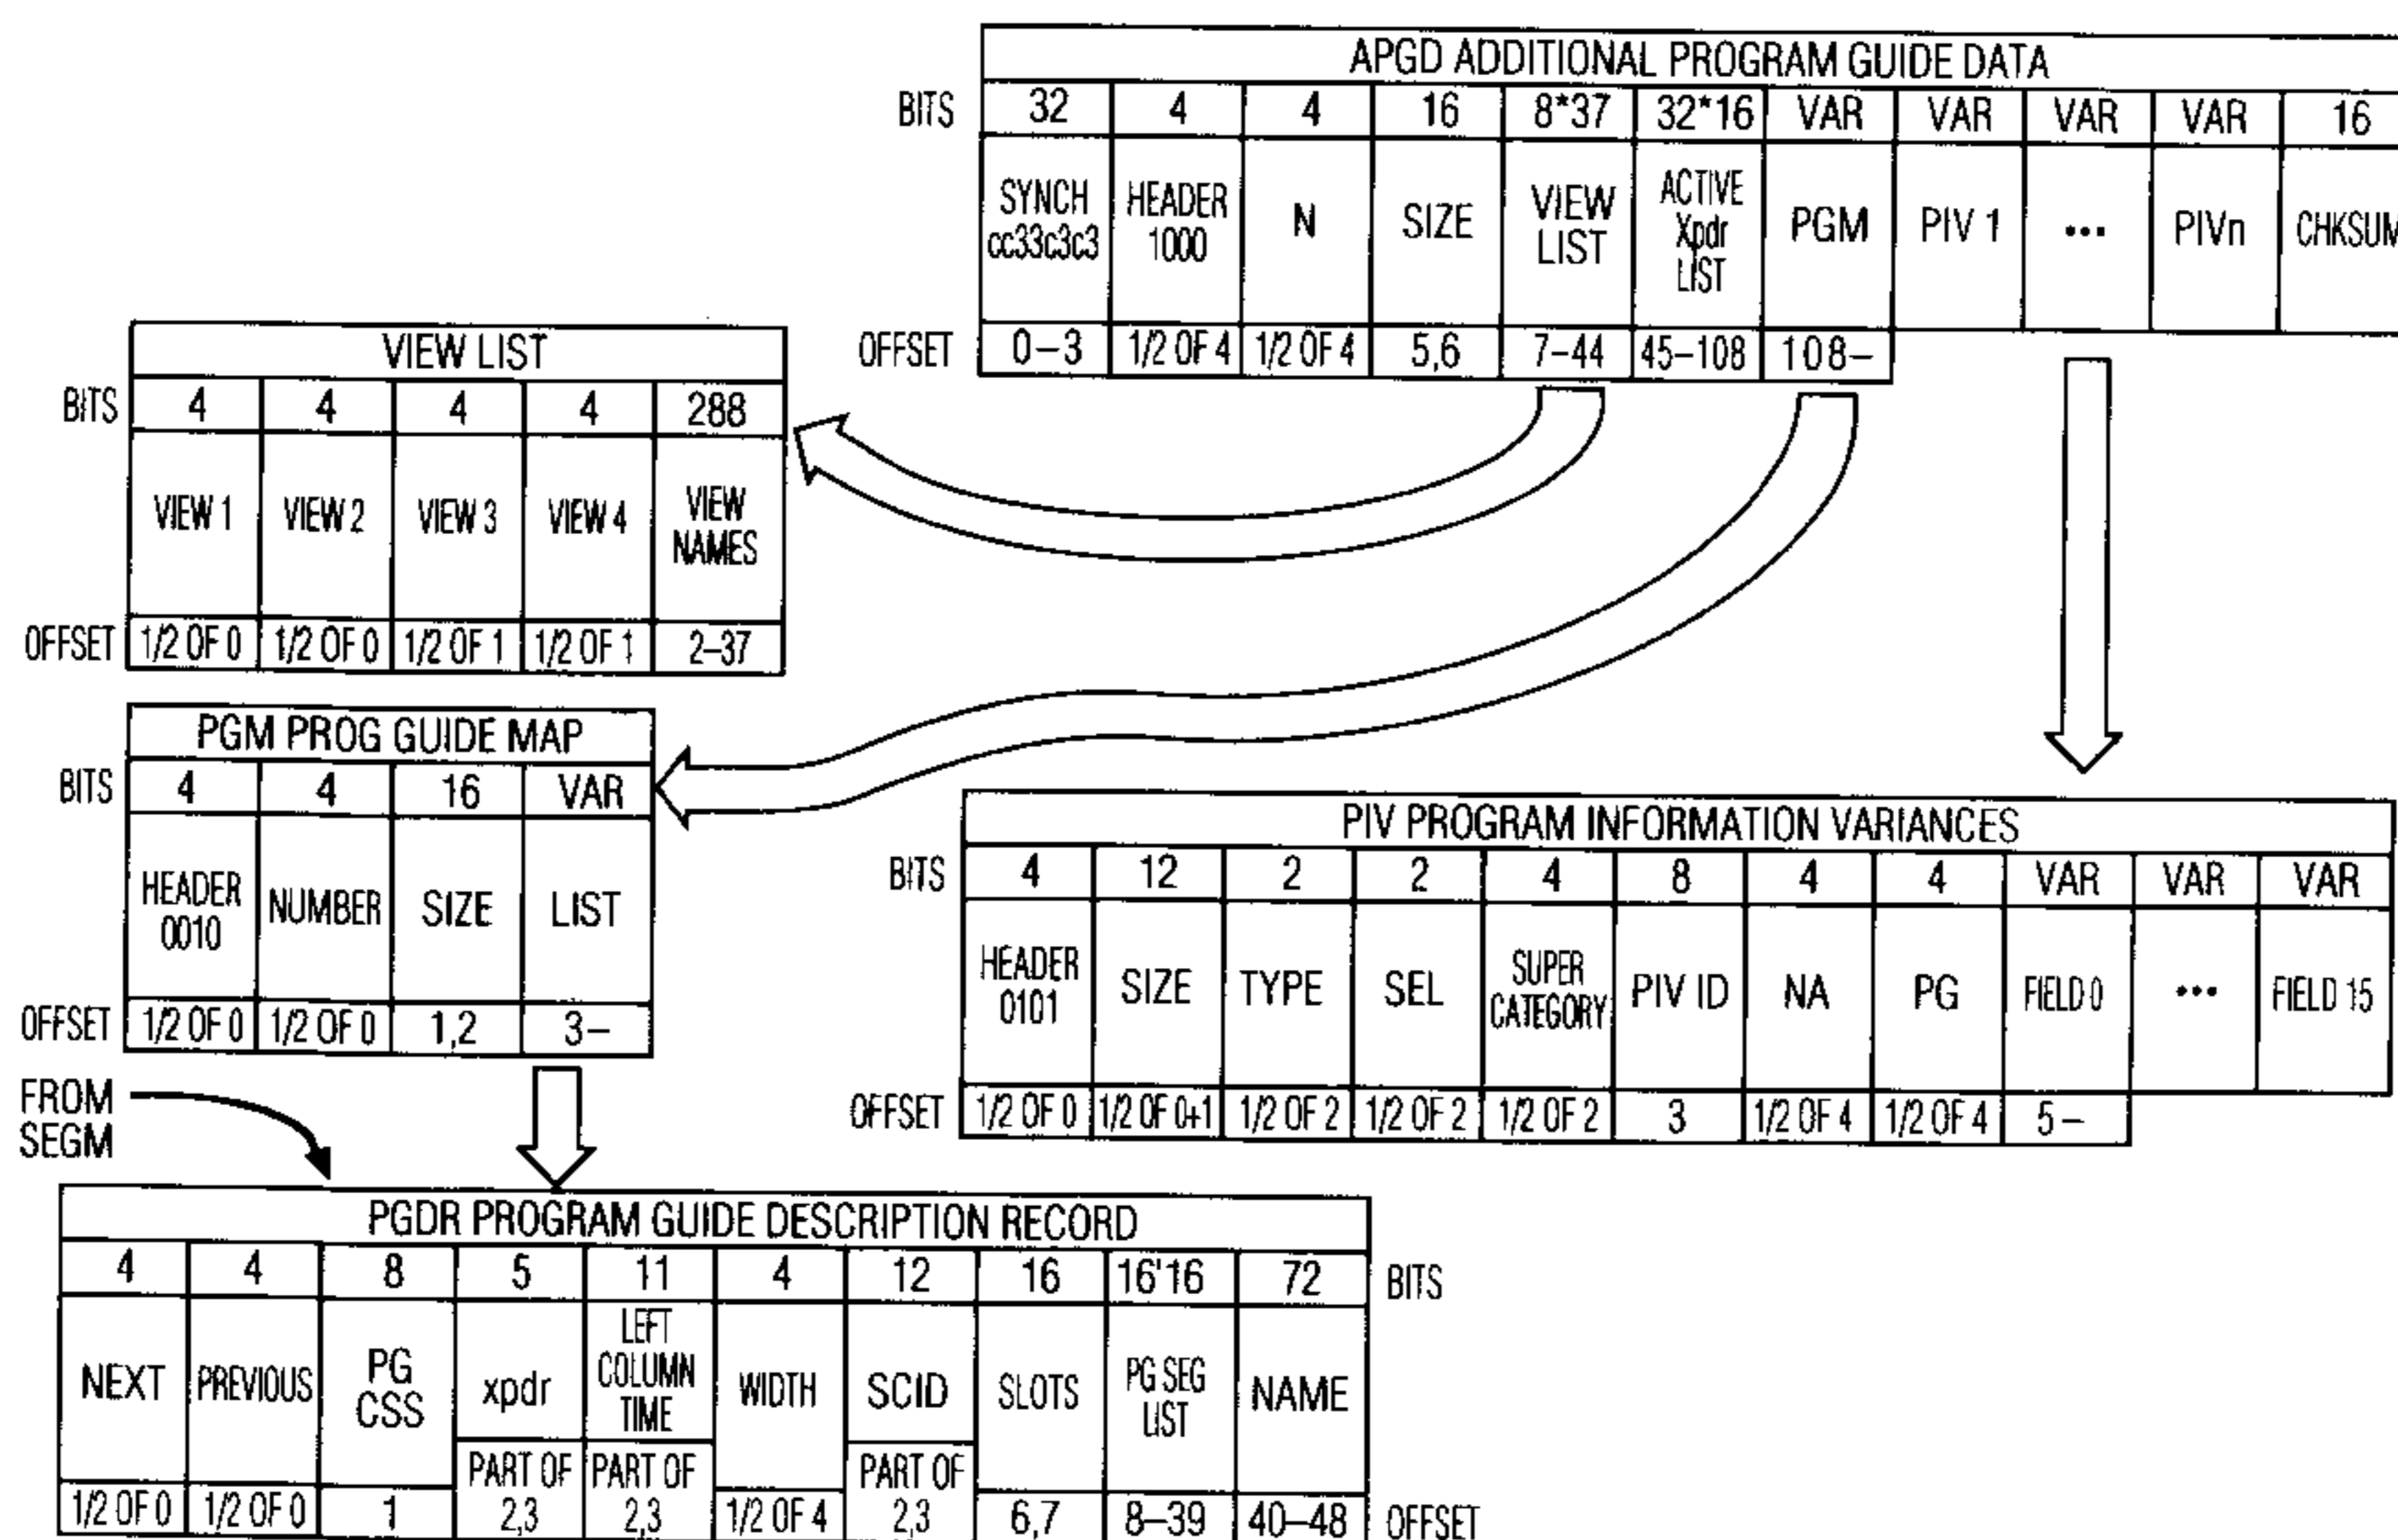 APGD ADDITIONAL PROGRAM GUIDE DATA
BITS 32 4 4 16 8*37 32*16 VAR VAR VAR VAR 16
SYNCH cc33c3c3 HEADER 1000 N SIZE VIEW LIST ACTIVE Xpdr LIST PGM PIV 1 ... PIVn CHKSUM
OFFSET 0–3 1/2 OF 4 1/2 OF 4 5,6 7–44 45–108 108–
VIEW LIST
BITS 4 4 4 4 288
VIEW 1 VIEW 2 VIEW 3 VIEW 4 VIEW NAMES
OFFSET 1/2 OF 0 1/2 OF 0 1/2 OF 1 1/2 OF 1 2–37
PGM PROG GUIDE MAP
BITS 4 4 16 VAR
HEADER 0010 NUMBER SIZE LIST
OFFSET 1/2 OF 0 1/2 OF 0 1,2 3–
PIV PROGRAM INFORMATION VARIANCES
BITS 4 12 2 2 4 8 4 4 VAR VAR VAR
HEADER 0101 SIZE TYPE SEL SUPER CATEGORY PIV ID NA PG FIELD 0 ... FIELD 15
OFFSET 1/2 OF 0 1/2 OF 0+1 1/2 OF 2 1/2 OF 2 1/2 OF 2 3 1/2 OF 4 1/2 OF 4 5–
FROM
SEGM
PGDR PROGRAM GUIDE DESCRIPTION RECORD
4 4 8 5 11 4 12 16 16'16 72 BITS
NEXT PREVIOUS PG CSS xpdr LEFT COLUMN TIME WIDTH SCID SLOTS PG SEG LIST NAME
1/2 OF 0 1/2 OF 0 1 PART OF 2,3 PART OF 2,3 1/2 OF 4 PART OF 2,3 6,7 8–39 40–48 OFFSET